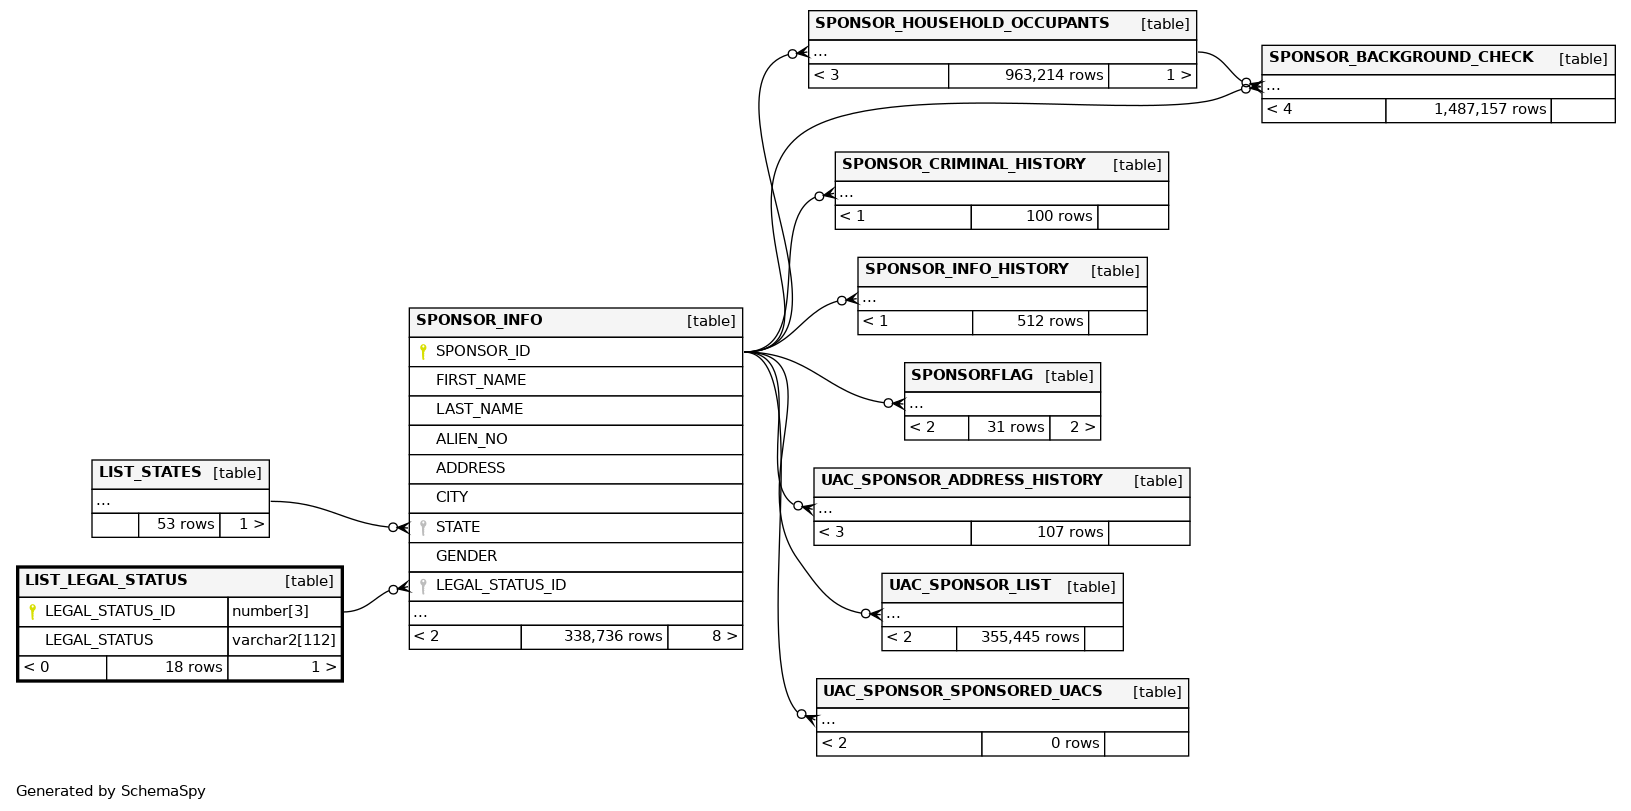 SPONSOR_HOUSEHOLD_OCCUPANTS [table]
...
< 3 963,214 rows 1 >
SPONSOR_BACKGROUND_CHECK [table]
...
< 4 1,487,157 rows
SPONSOR_CRIMINAL_HISTORY [table]
...
< 1 100 rows
SPONSOR_INFO_HISTORY [table]
...
< 1 512 rows
SPONSOR_INFO [table]
SPONSOR_ID
FIRST_NAME
LAST_NAME
ALIEN_NO
ADDRESS
CITY
STATE
GENDER
LEGAL_STATUS_ID
...
< 2 338,736 rows 8 >
SPONSORFLAG [table]
...
< 2 31 rows 2 >
LIST_STATES [table]
...
53 rows 1 >
UAC_SPONSOR_ADDRESS_HISTORY [table]
...
< 3 107 rows
LIST_LEGAL_STATUS [table]
LEGAL_STATUS_ID number[3]
LEGAL_STATUS varchar2[112]
< 0 18 rows 1 >
UAC_SPONSOR_LIST [table]
...
< 2 355,445 rows
UAC_SPONSOR_SPONSORED_UACS [table]
...
< 2 0 rows
Generated by SchemaSpy